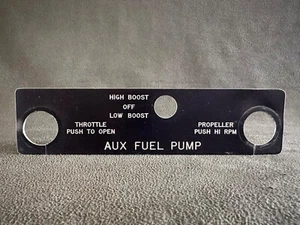 HIGH BOOST
OFF
LOW BOOST
THROTTLE
PUSH TO OPEN
PROPELLER
PUSH HI RPM
AUX FUEL PUMP